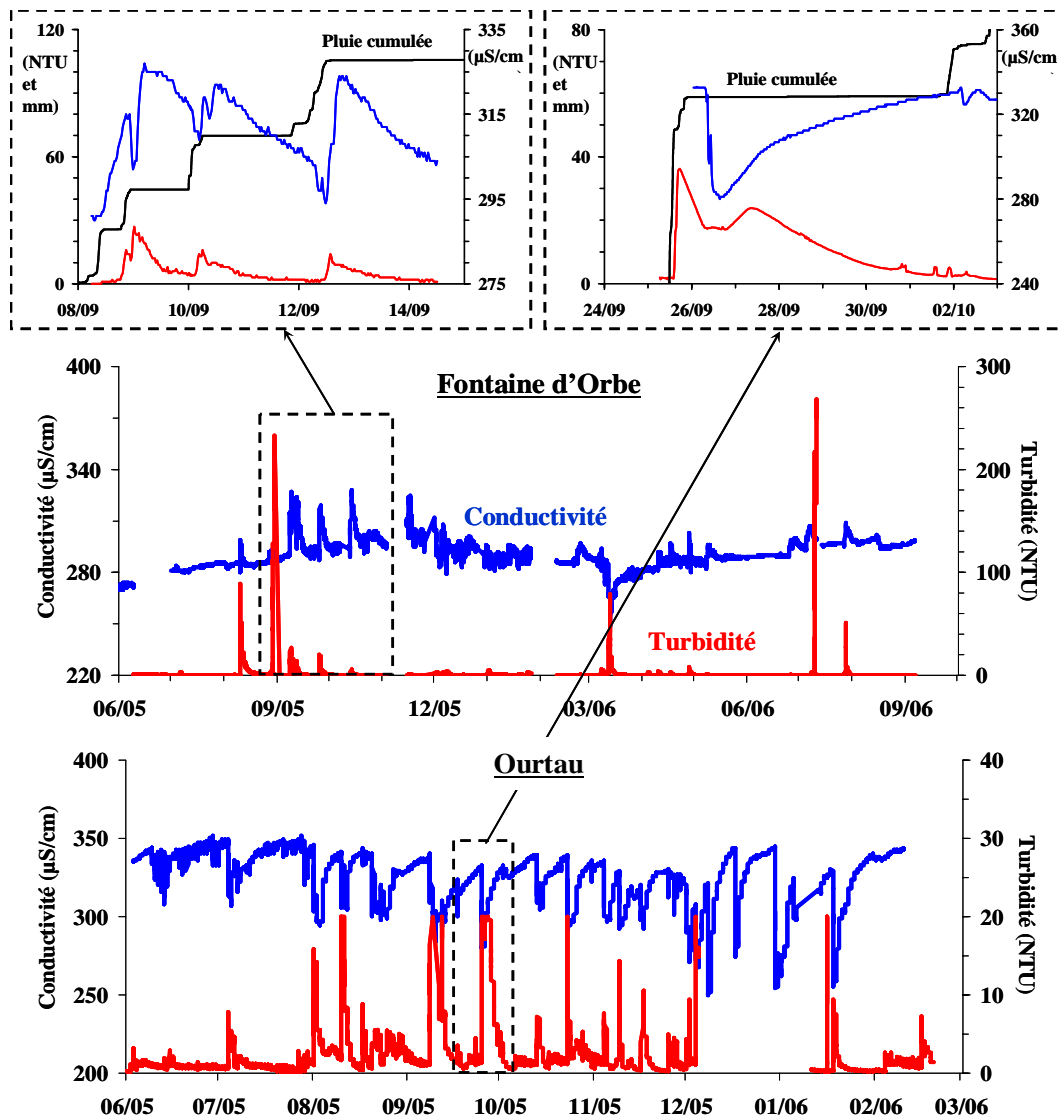 120
(NTU
et
mm)
60
0
Pluie cumulée
335
(µS/cm
315
295
275
08/09 10/09 12/09 14/09
80
(NTU
et
mm)
40
0
Pluie cumulée
360
(µS/cm)
320
280
240
24/09 26/09 28/09 30/09 02/10
Fontaine d'Orbe
Conductivité (µS/cm)
400
340
280
220
Conductivité
Turbidité
300
200
100
0
Turbidité (NTU)
06/05 09/05 12/05 03/06 06/06 09/06
Ourtau
Conductivité (µS/cm)
400
350
300
250
200
40
30
20
10
0
Turbidité (NTU)
06/05 07/05 08/05 09/05 10/05 11/05 12/05 01/06 02/06 03/06